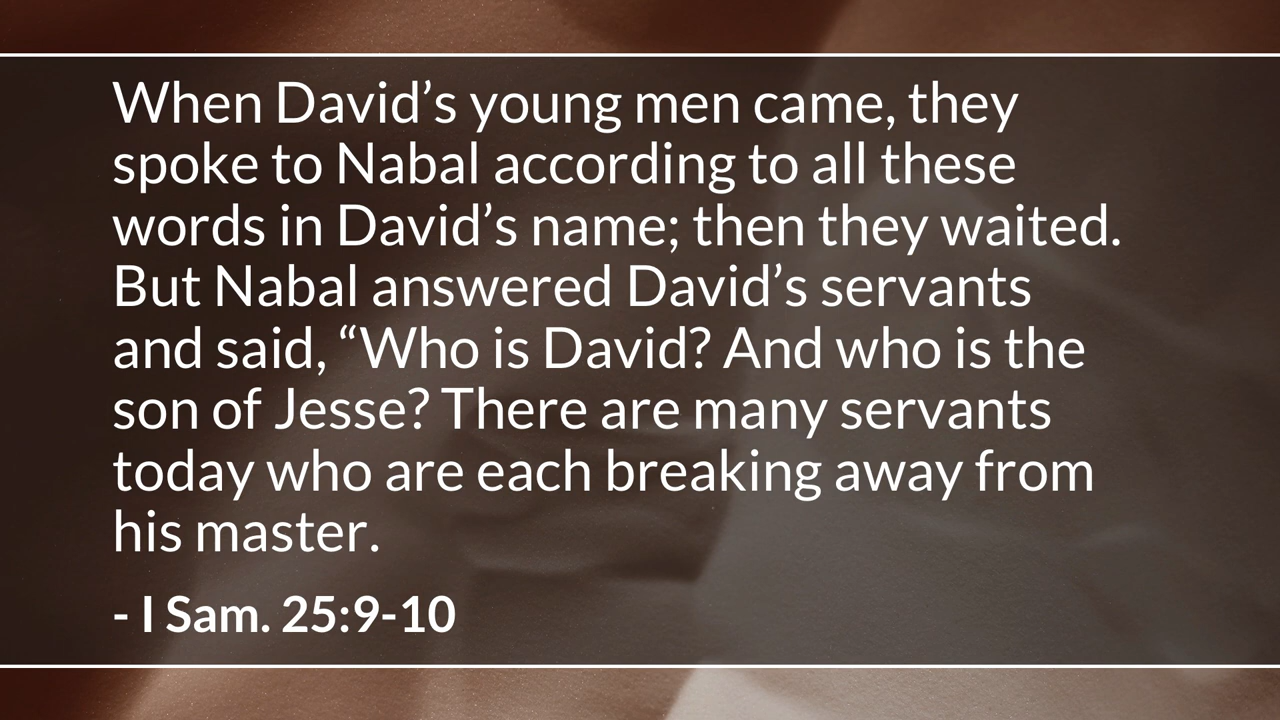 When David’s young men came, they
spoke to Nabal according to all these
words in David’s name; then they waited.
But Nabal answered David’s servants
and said, “Who is David? And who is the
son of Jesse? There are many servants
today who are each breaking away from
his master.
- I Sam. 25:9-10